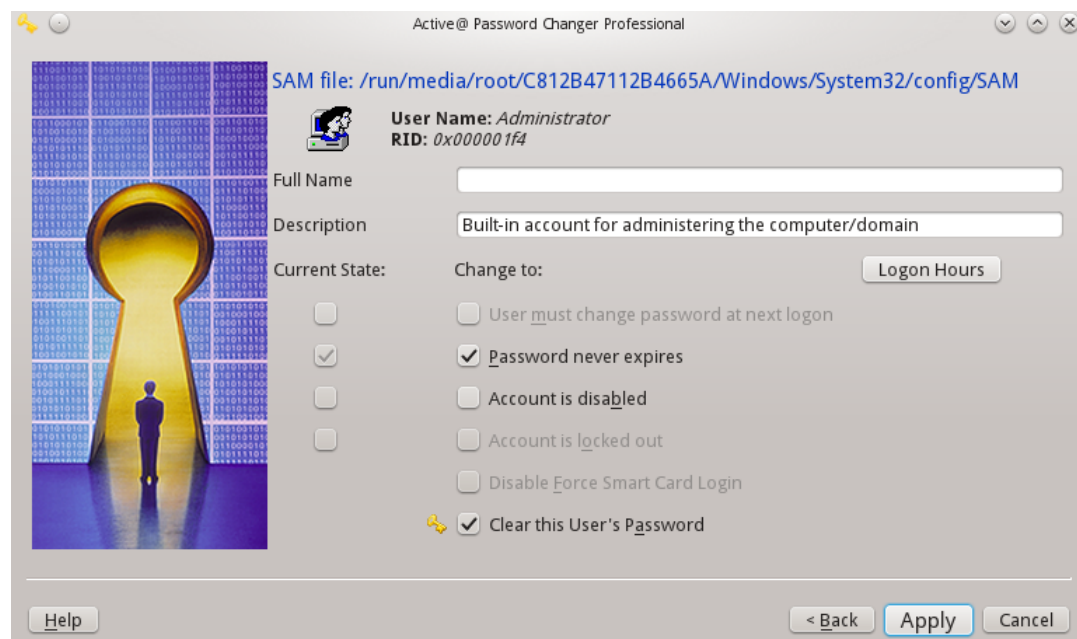 Active@ Password Changer Professional
SAM file: /run/media/root/C812B47112B4665A/Windows/System32/config/SAM
User Name: Administrator
RID: 0x000001f4
Full Name
Description Built-in account for administering the computer/domain
Current State: Change to: Logon Hours
User must change password at next logon
Password never expires
Account is disabled
Account is locked out
Disable Force Smart Card Login
Clear this User's Password
Help < Back Apply Cancel